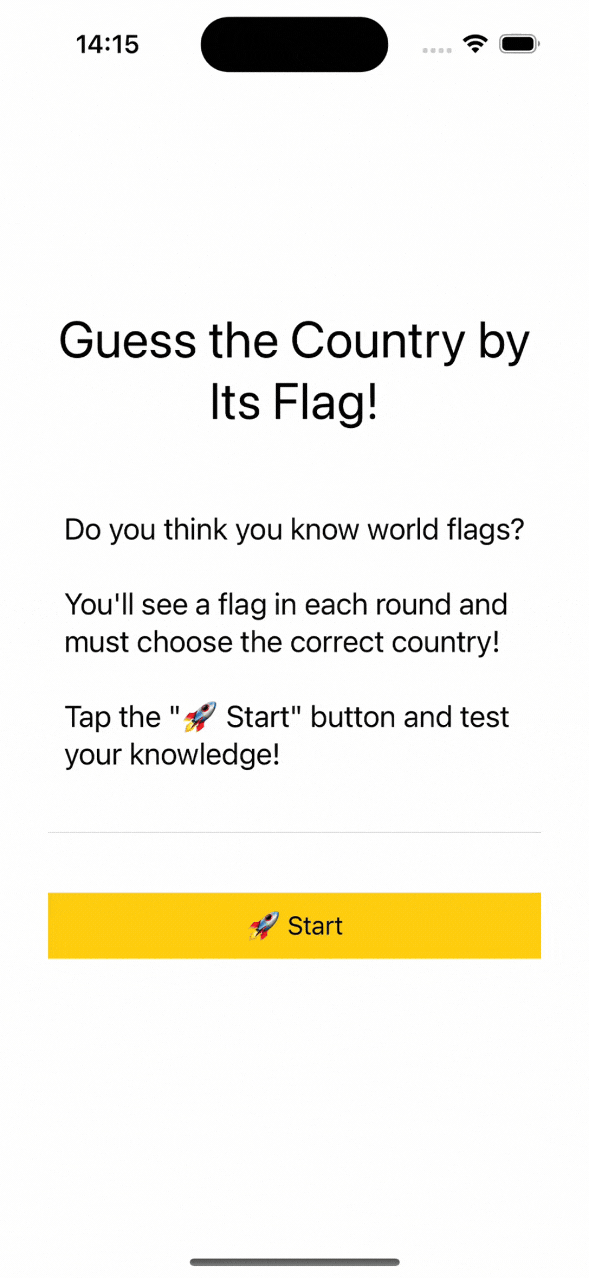 14:15
Guess the Country by
Its Flag!
Do you think you know world flags?
You'll see a flag in each round and
must choose the correct country!
Tap the "🚀 Start" button and test
your knowledge!
🚀 Start